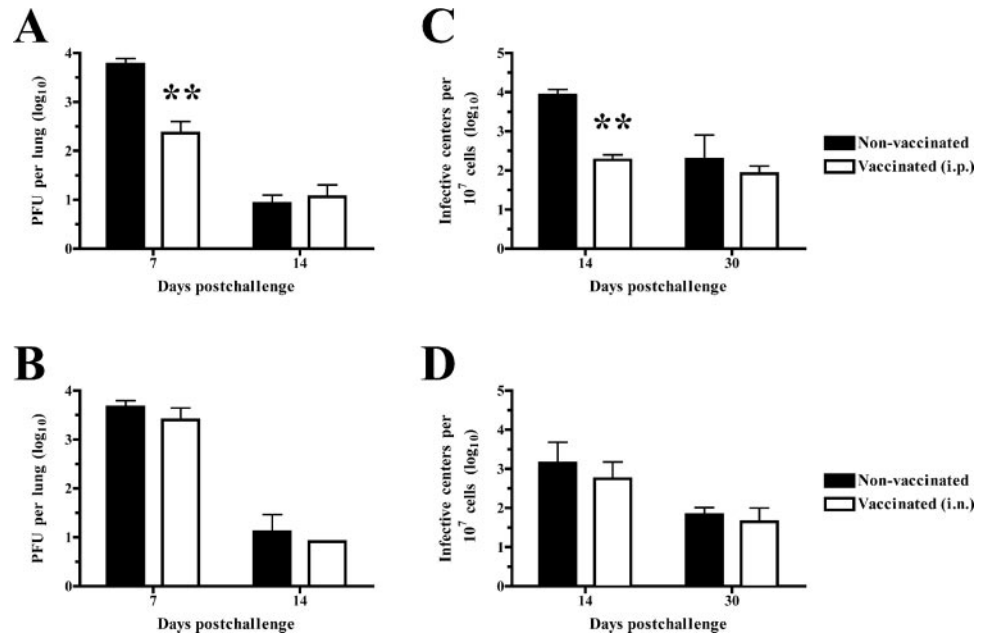 A
PFU per lung (log10)
4
3
2
1
0
**
7
14
Days postchallenge
C
Infective centers per
10^7 cells (log10)
5
4
3
2
1
0
**
14
30
Days postchallenge
Non-vaccinated
Vaccinated (i.p.)
B
PFU per lung (log10)
4
3
2
1
0
7
14
Days postchallenge
D
Infective centers per
10^7 cells (log10)
5
4
3
2
1
0
14
30
Days postchallenge
Non-vaccinated
Vaccinated (i.n.)